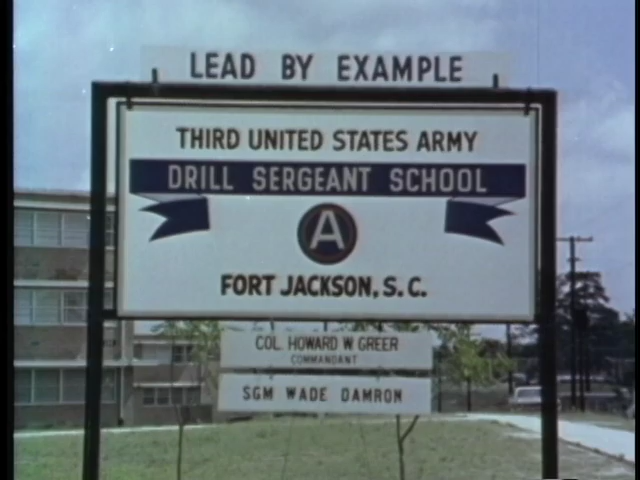 LEAD BY EXAMPLE
THIRD UNITED STATES ARMY
DRILL SERGEANT SCHOOL
A
FORT JACKSON, S.C.
COL. HOWARD W GREER
COMMANDANT
SGM WADE DAMRON